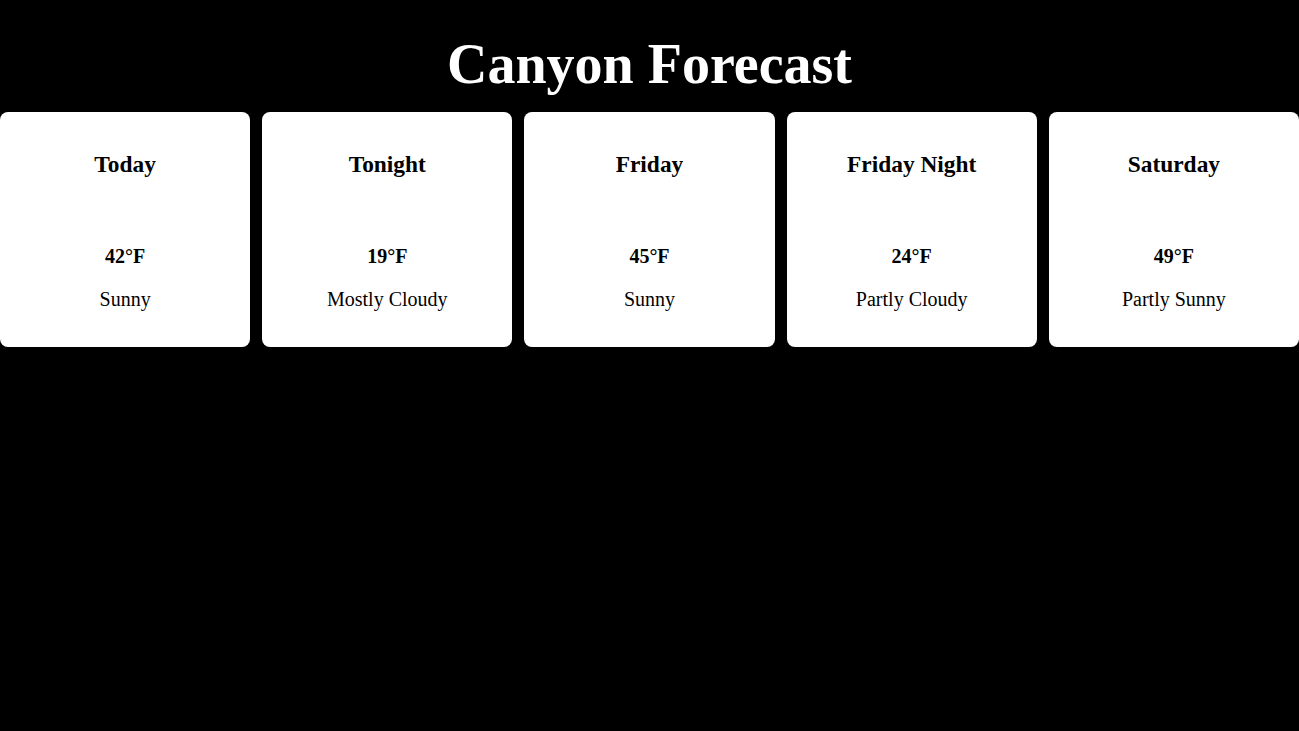 Canyon Forecast
Today
42°F
Sunny
Tonight
19°F
Mostly Cloudy
Friday
45°F
Sunny
Friday Night
24°F
Partly Cloudy
Saturday
49°F
Partly Sunny